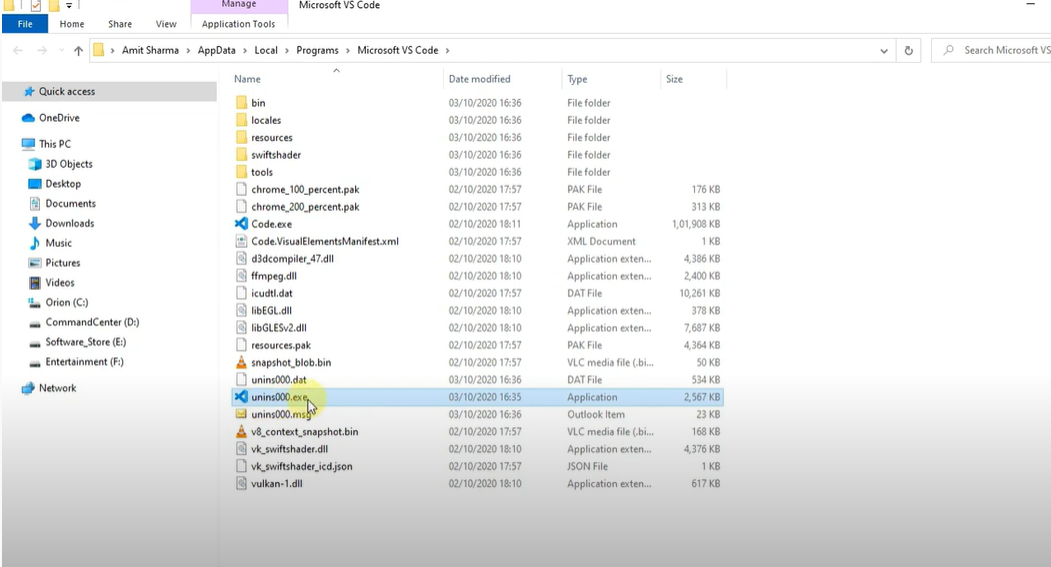 Manage
Microsoft VS Code
File
Home
Share
View
Application Tools
Amit Sharma
AppData
Local
Programs
Microsoft VS Code
Search Microsoft VS
Name Date modified Type Size
Quick access
OneDrive
This PC
3D Objects
Desktop
Documents
Downloads
Music
Pictures
Videos
Orion (C:)
CommandCenter (D:)
Software_Store (E:)
Entertainment (F:)
Network
bin 03/10/2020 16:36 File folder
locales 03/10/2020 16:36 File folder
resources 03/10/2020 16:36 File folder
swiftshader 03/10/2020 16:36 File folder
tools 03/10/2020 16:36 File folder
chrome_100_percent.pak 02/10/2020 17:57 PAK File 176 KB
chrome_200_percent.pak 02/10/2020 17:57 PAK File 313 KB
Code.exe 02/10/2020 18:11 Application 1,01,908 KB
Code.VisualElementsManifest.xml 02/10/2020 17:57 XML Document 1 KB
d3dcompiler_47.dll 02/10/2020 18:10 Application exten... 4,386 KB
ffmpeg.dll 02/10/2020 18:10 Application exten... 2,400 KB
icudtl.dat 02/10/2020 17:57 DAT File 10,261 KB
libEGL.dll 02/10/2020 18:10 Application exten... 378 KB
libGLESv2.dll 02/10/2020 18:10 Application exten... 7,687 KB
resources.pak 02/10/2020 17:57 PAK File 4,364 KB
snapshot_blob.bin 02/10/2020 17:57 VLC media file (.bi... 50 KB
unins000.dat 03/10/2020 16:36 DAT File 534 KB
unins000.exe 03/10/2020 16:35 Application 2,567 KB
unins000.msg 03/10/2020 16:36 Outlook Item 23 KB
v8_context_snapshot.bin 02/10/2020 17:57 VLC media file (.bi... 168 KB
vk_swiftshader.dll 02/10/2020 18:10 Application exten... 4,376 KB
vk_swiftshader_icd.json 02/10/2020 17:57 JSON File 1 KB
vulkan-1.dll 02/10/2020 18:10 Application exten... 617 KB